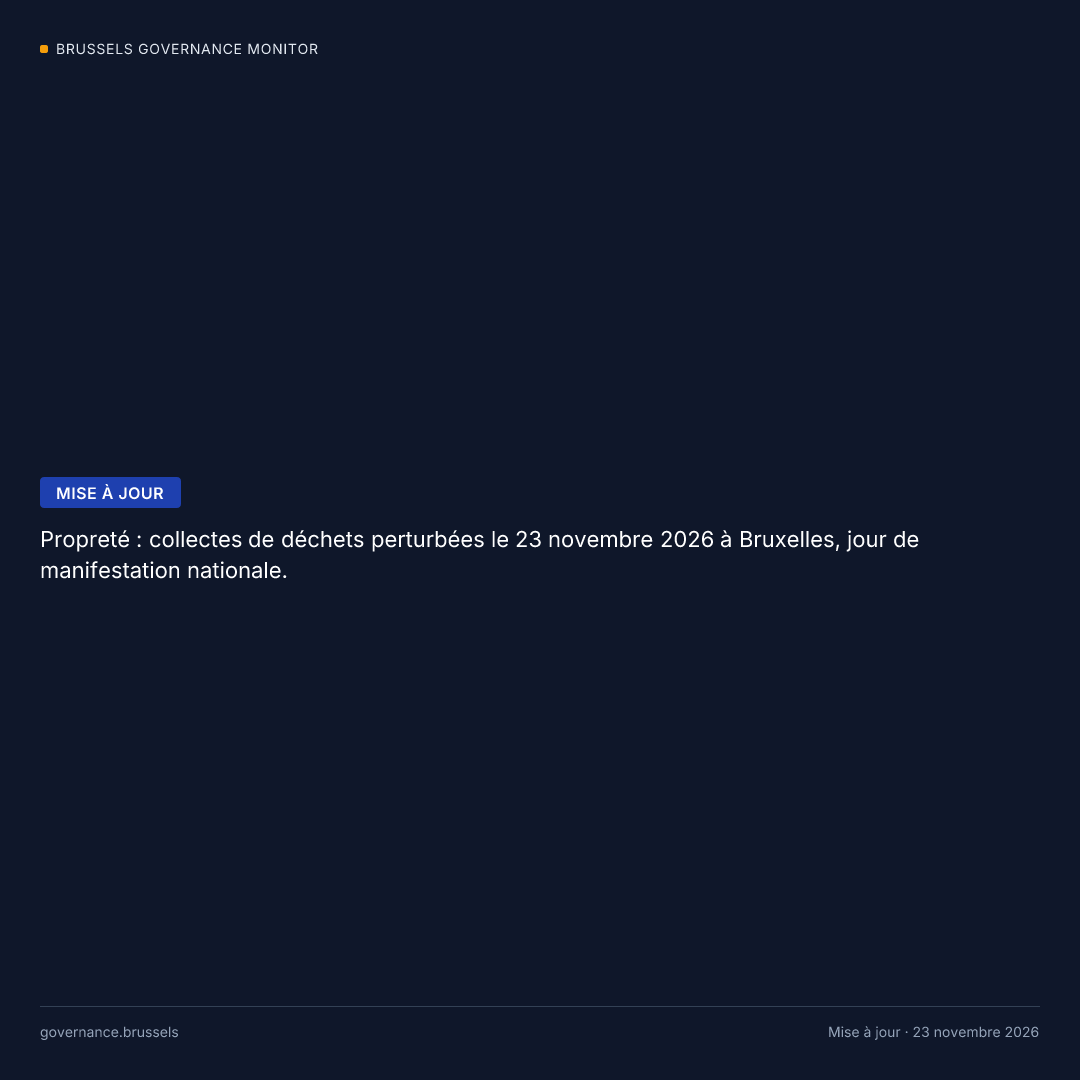 BRUSSELS GOVERNANCE MONITOR
MISE À JOUR
Propreté : collectes de déchets perturbées le 23 novembre 2026 à Bruxelles, jour de
manifestation nationale.
governance.brussels
Mise à jour · 23 novembre 2026